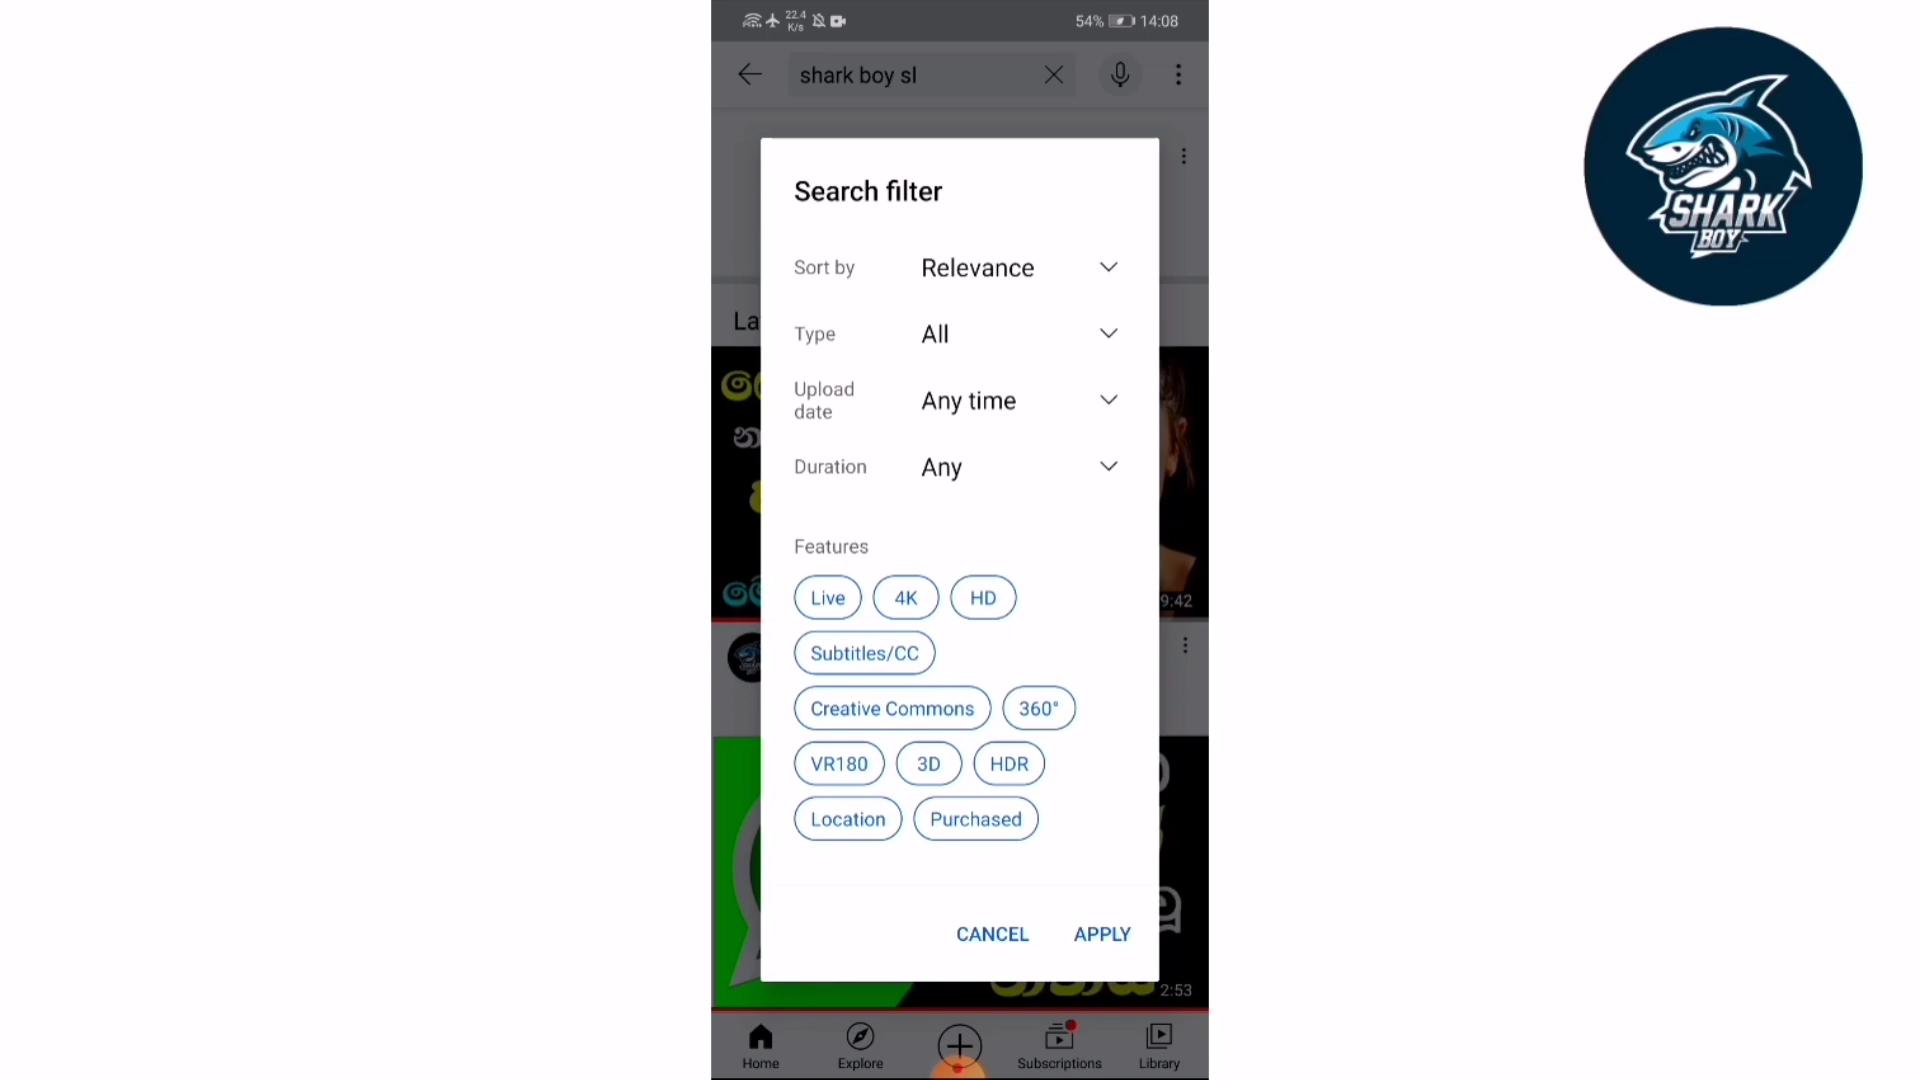 22.4
K/s
54%
14:08
shark boy sl
SHARK
BOY
Search filter
Sort by
Relevance
Type
All
Upload
date
Any time
Duration
Any
Features
Live
4K
HD
Subtitles/CC
Creative Commons
360°
VR180
3D
HDR
Location
Purchased
CANCEL
APPLY
La
9:42
2:53
Home
Explore
Subscriptions
Library